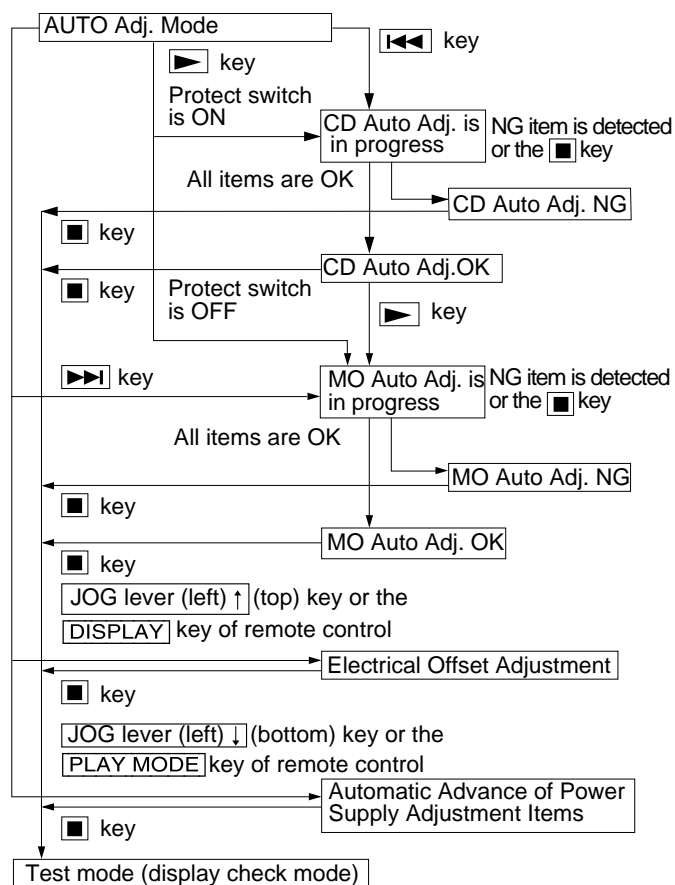 AUTO Adj. Mode
key
key
Protect switch
is ON
CD Auto Adj. is
in progress
NG item is detected
or the ■ key
All items are OK
CD Auto Adj. NG
■ key
CD Auto Adj.OK
■ key
Protect switch
is OFF
key
key
MO Auto Adj. is
in progress
NG item is detected
or the ■ key
All items are OK
MO Auto Adj. NG
■ key
MO Auto Adj. OK
■ key
JOG lever (left) ↑ (top) key or the
DISPLAY key of remote control
Electrical Offset Adjustment
■ key
JOG lever (left) ↓ (bottom) key or the
PLAY MODE key of remote control
Automatic Advance of Power
Supply Adjustment Items
■ key
Test mode (display check mode)